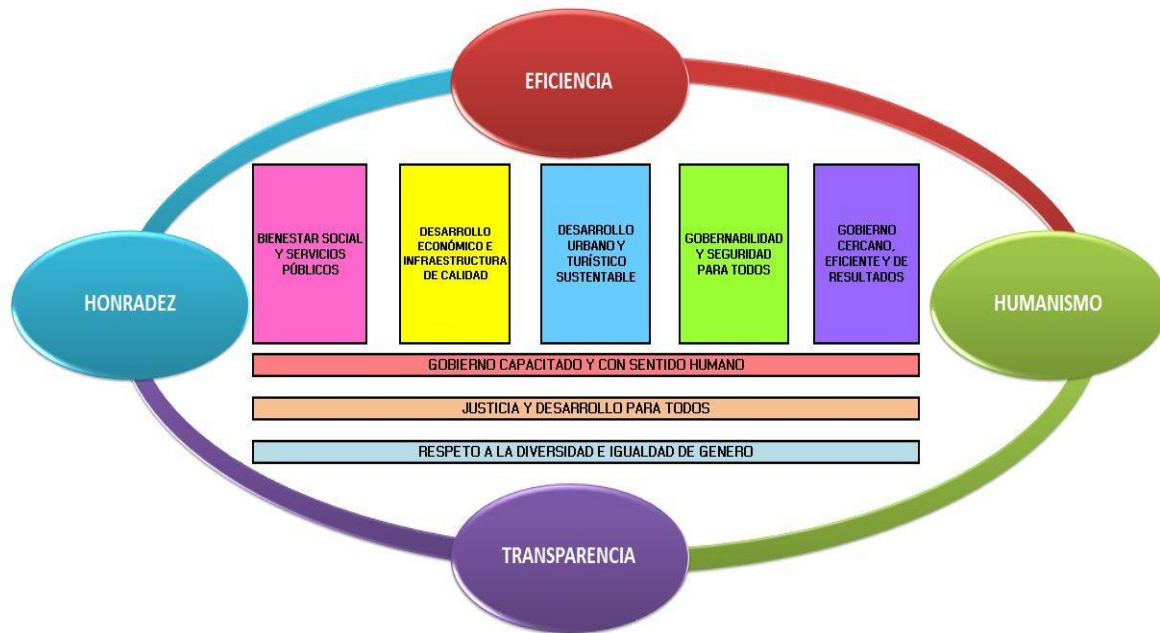 EFICIENCIA
BIENESTAR SOCIAL
Y SERVICIOS
PÚBLICOS
DESARROLLO
ECONÓMICO E
INFRAESTRUCTURA
DE CALIDAD
DESARROLLO
URBANO Y
TURÍSTICO
SUSTENTABLE
GOBERNABILIDAD
Y SEGURIDAD
PARA TODOS
GOBIERNO
CERCANO,
EFICIENTE Y DE
RESULTADOS
HONRADEZ
HUMANISMO
GOBIERNO CAPACITADO Y CON SENTIDO HUMANO
JUSTICIA Y DESARROLLO PARA TODOS
RESPETO A LA DIVERSIDAD E IGUALDAD DE GENERO
TRANSPARENCIA